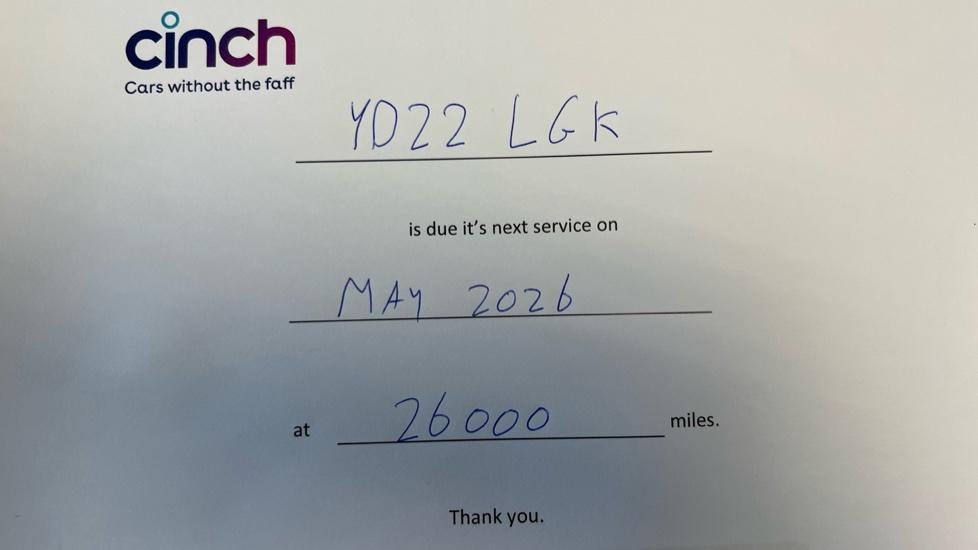 cinch
Cars without the faff
YD22 LGK
is due it's next service on
MAY 2026
at 26000 miles.
Thank you.